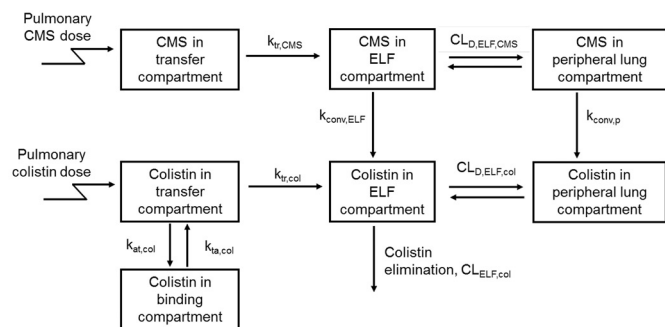 Pulmonary
CMS dose
CMS in
transfer
compartment
k_tr,CMS
CMS in
ELF
compartment
CL_D,ELF,CMS
CMS in
peripheral lung
compartment
k_conv,ELF
k_conv,p
Pulmonary
colistin dose
Colistin in
transfer
compartment
k_tr,col
Colistin in
ELF
compartment
CL_D,ELF,col
Colistin in
peripheral lung
compartment
k_at,col
k_ta,col
Colistin
elimination, CL_ELF,col
Colistin in
binding
compartment